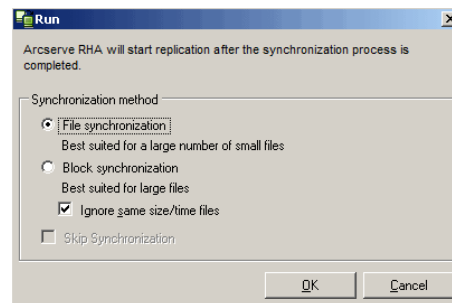 Run
Arcserve RHA will start replication after the synchronization process is
completed.
Synchronization method
File synchronization
Best suited for a large number of small files
Block synchronization
Best suited for large files
Ignore same size/time files
Skip Synchronization
OK
Cancel